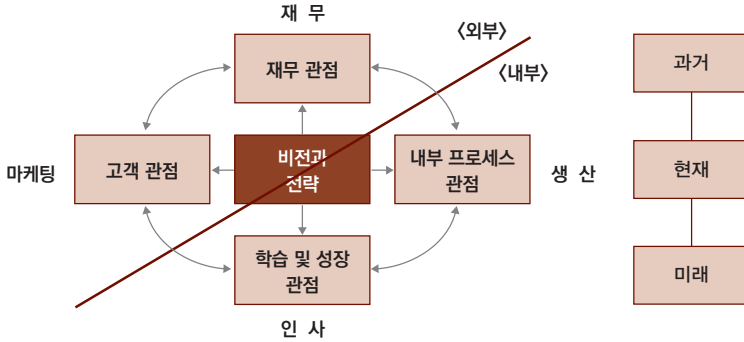 재 무
〈외부〉
재무 관점
과거
〈내부〉
마케팅
고객 관점
비전과
전략
내부 프로세스
관점
생 산
현재
학습 및 성장
관점
미래
인 사